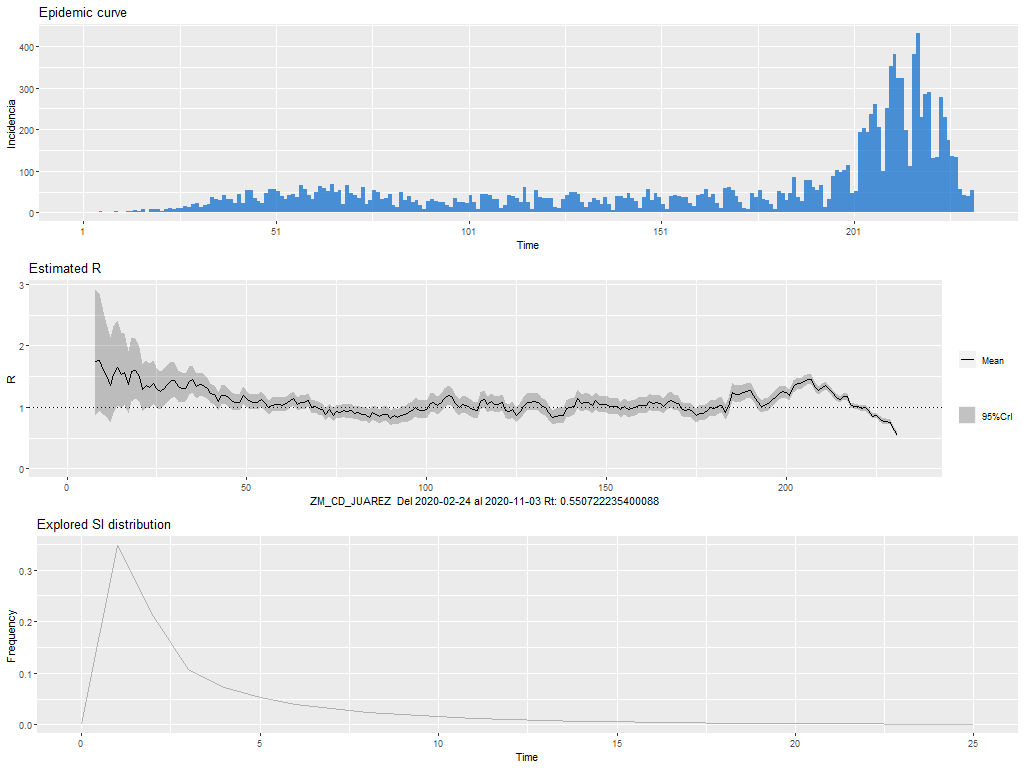 Epidemic curve
400
300
200
100
0
Incidencia
1
51
101
151
201
Time
Estimated R
3
2
1
0
R
0
50
100
150
200
Mean
95%CrI
ZM_CD_JUAREZ Del 2020-02-24 al 2020-11-03 Rt: 0.550722235400088
Explored SI distribution
0.3
0.2
0.1
0.0
Frequency
0
5
10
15
20
25
Time